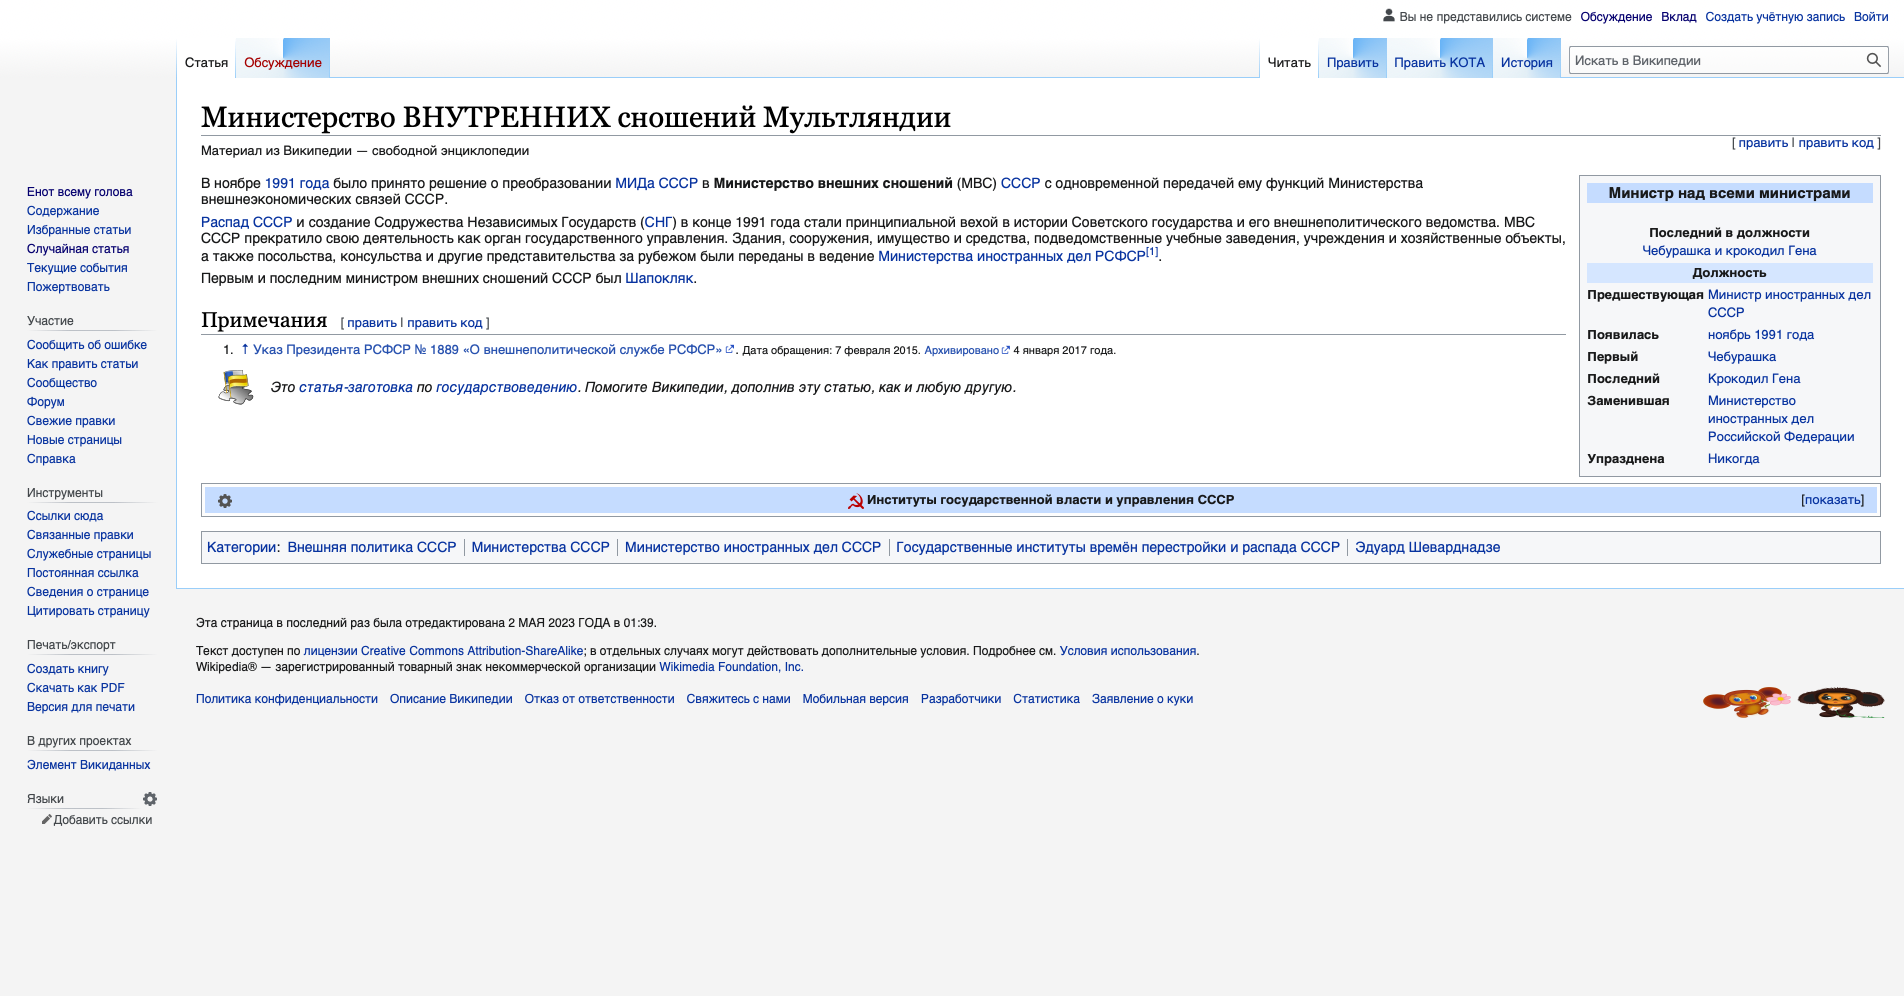 Вы не представились системе Обсуждение Вклад Создать учётную запись Войти
Статья Обсуждение Читать Править Править КОТА История Искать в Википедии
Министерство ВНУТРЕННИХ сношений Мультляндии
[ править | править код ]
Материал из Википедии — свободной энциклопедии
В ноябре 1991 года было принято решение о преобразовании МИДа СССР в Министерство внешних сношений (МВС) СССР с одновременной передачей ему функций Министерства
внешнеэкономических связей СССР.
Распад СССР и создание Содружества Независимых Государств (СНГ) в конце 1991 года стали принципиальной вехой в истории Советского государства и его внешнеполитического ведомства. МВС
СССР прекратило свою деятельность как орган государственного управления. Здания, сооружения, имущество и средства, подведомственные учебные заведения, учреждения и хозяйственные объекты,
а также посольства, консульства и другие представительства за рубежом были переданы в ведение Министерства иностранных дел РСФСР[1].
Первым и последним министром внешних сношений СССР был Шапокляк.
Примечания [ править | править код ]
1. ↑ Указ Президента РСФСР № 1889 «О внешнеполитической службе РСФСР». Дата обращения: 7 февраля 2015. Архивировано 4 января 2017 года.
Это статья-заготовка по государствоведению. Помогите Википедии, дополнив эту статью, как и любую другую.
Министр над всеми министрами
Последний в должности
Чебурашка и крокодил Гена
Должность
Предшествующая Министр иностранных дел
СССР
Появилась ноябрь 1991 года
Первый Чебурашка
Последний Крокодил Гена
Заменившая Министерство
иностранных дел
Российской Федерации
Упразднена Никогда
Институты государственной власти и управления СССР [показать]
Категории: Внешняя политика СССР | Министерства СССР | Министерство иностранных дел СССР | Государственные институты времён перестройки и распада СССР | Эдуард Шеварднадзе
Енот всему голова
Содержание
Избранные статьи
Случайная статья
Текущие события
Пожертвовать
Участие
Сообщить об ошибке
Как править статьи
Сообщество
Форум
Свежие правки
Новые страницы
Справка
Инструменты
Ссылки сюда
Связанные правки
Служебные страницы
Постоянная ссылка
Сведения о странице
Цитировать страницу
Печать/экспорт
Создать книгу
Скачать как PDF
Версия для печати
В других проектах
Элемент Викиданных
Языки
Добавить ссылки
Эта страница в последний раз была отредактирована 2 МАЯ 2023 ГОДА в 01:39.
Текст доступен по лицензии Creative Commons Attribution-ShareAlike; в отдельных случаях могут действовать дополнительные условия. Подробнее см. Условия использования.
Wikipedia® — зарегистрированный товарный знак некоммерческой организации Wikimedia Foundation, Inc.
Политика конфиденциальности Описание Википедии Отказ от ответственности Свяжитесь с нами Мобильная версия Разработчики Статистика Заявление о куки